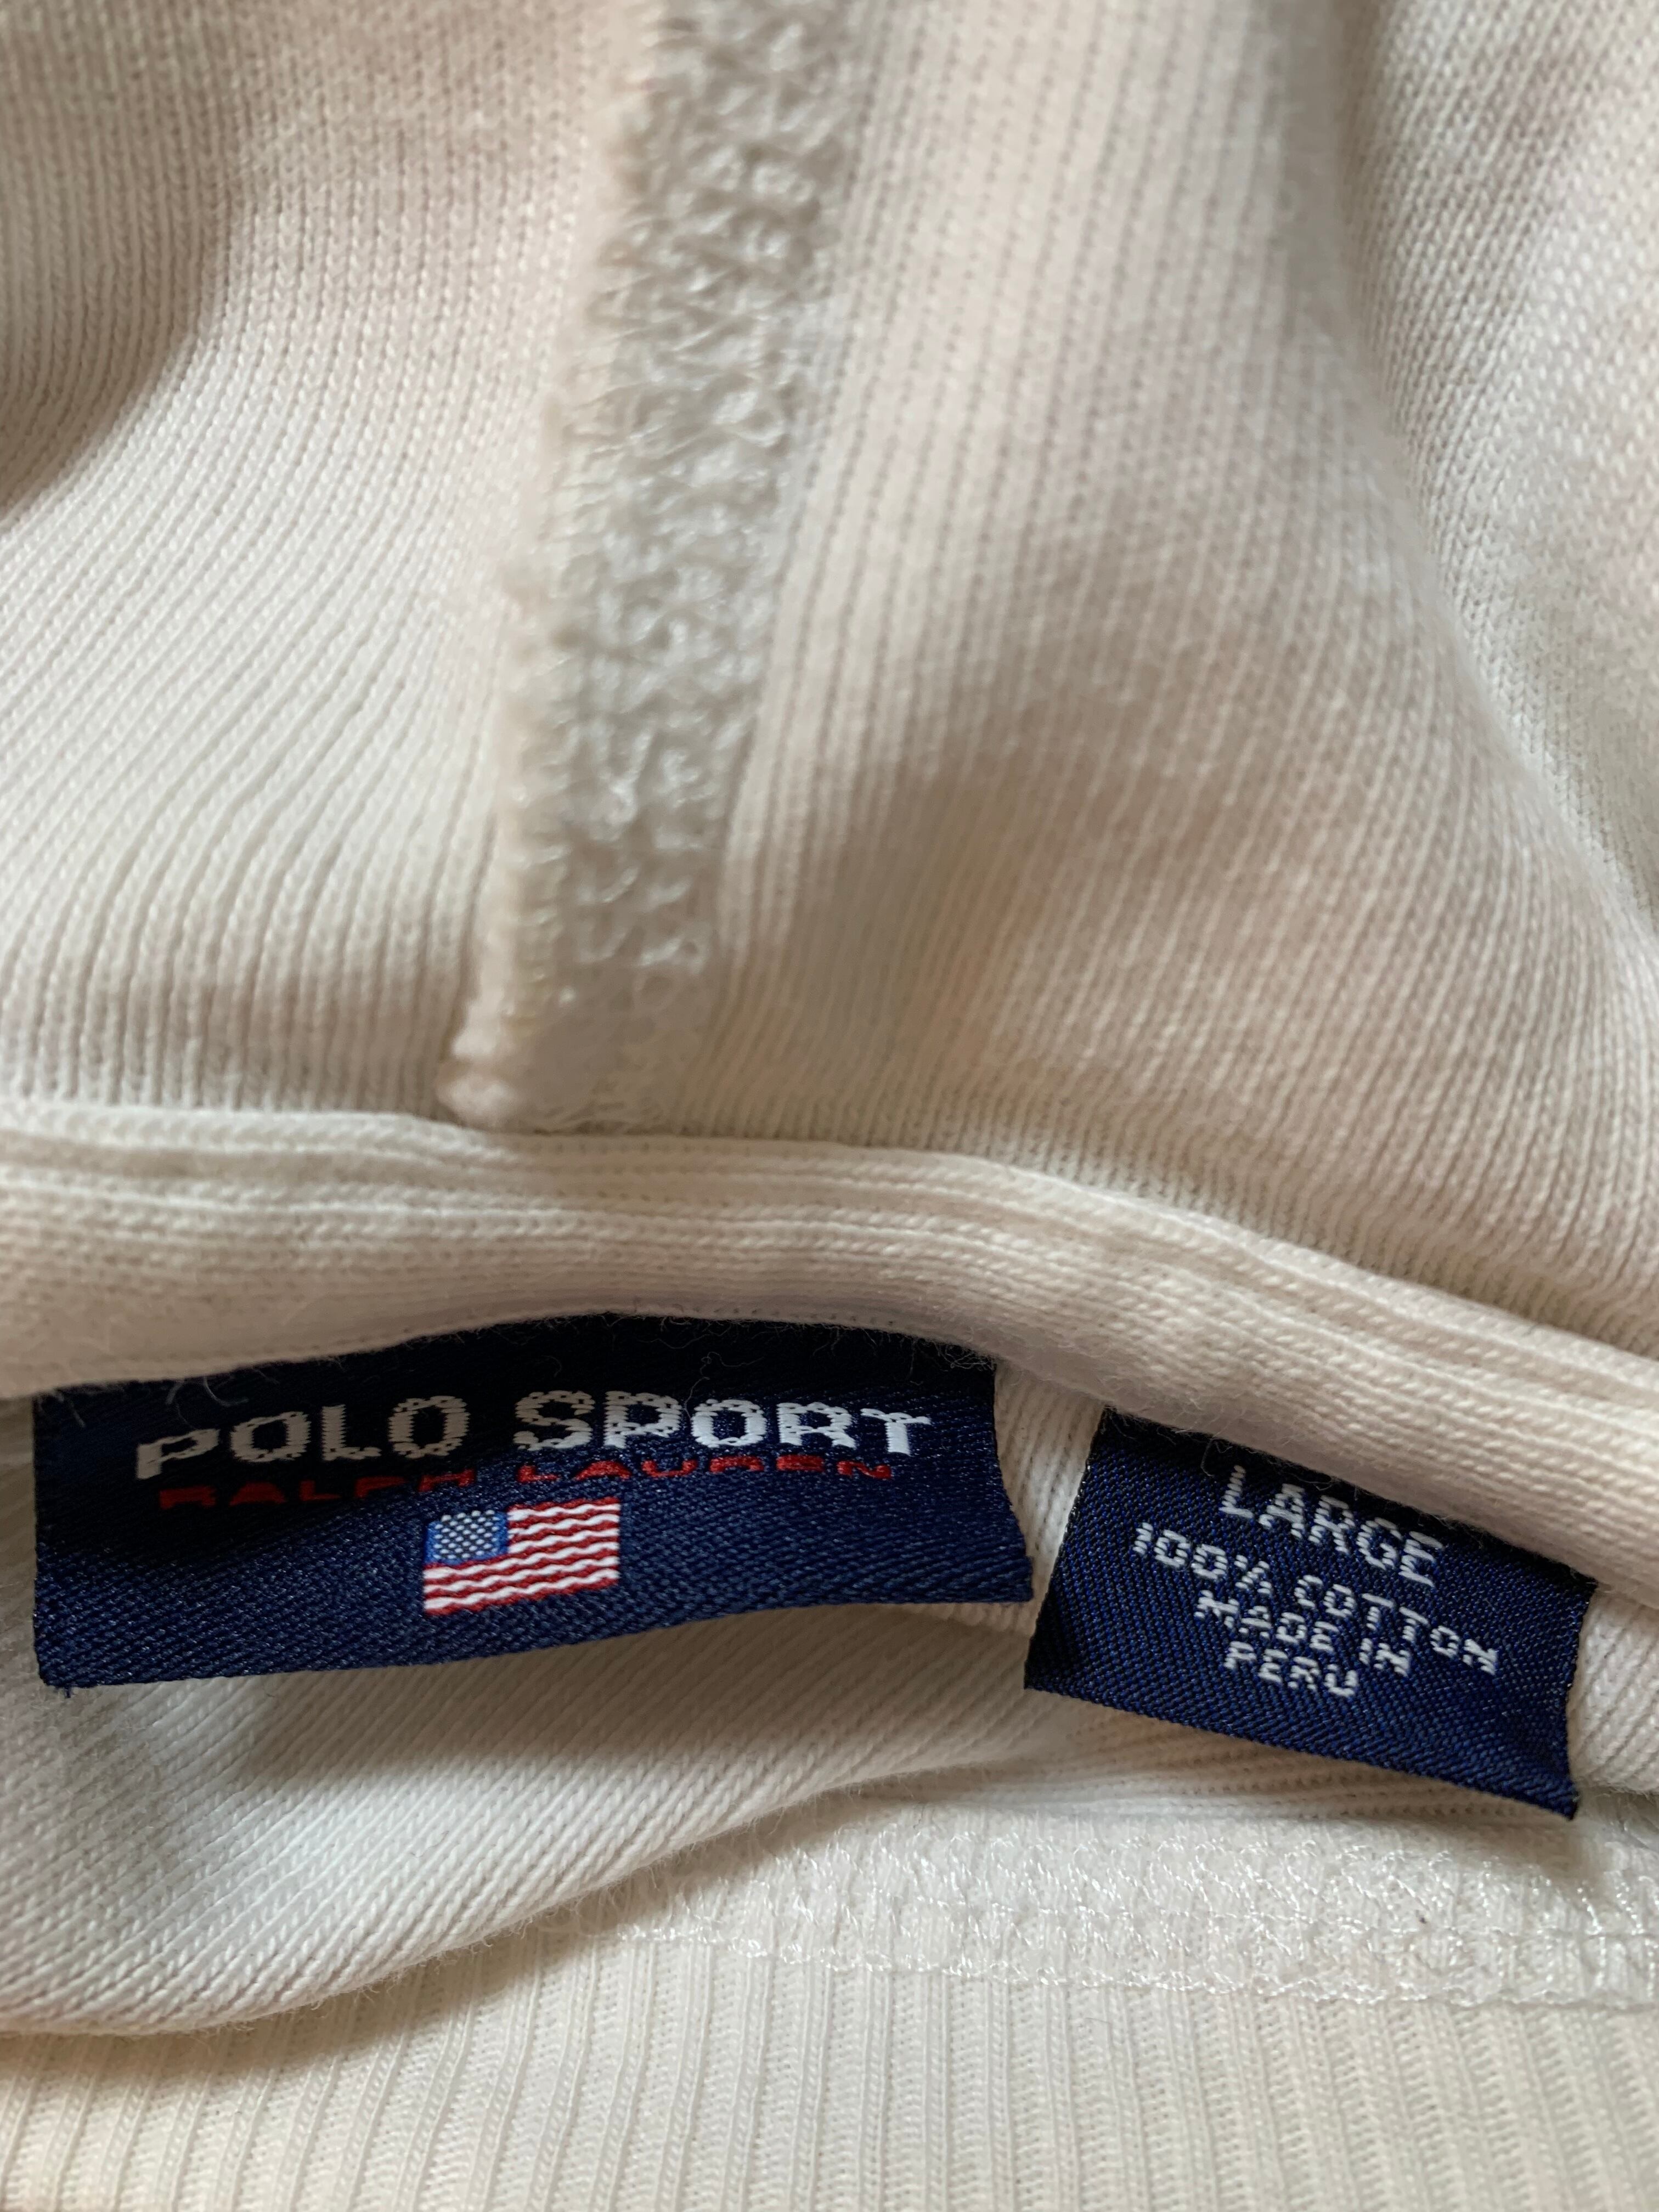 POLO SPORT
RALPH LAUREN
LARGE
100% COTTON
MADE IN
PERU